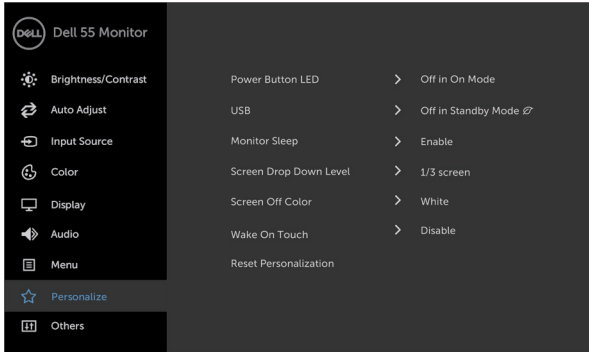 DELL Dell 55 Monitor
Brightness/Contrast
Auto Adjust
Input Source
Color
Display
Audio
Menu
Personalize
Others
Power Button LED > Off in On Mode
USB > Off in Standby Mode
Monitor Sleep > Enable
Screen Drop Down Level > 1/3 screen
Screen Off Color > White
Wake On Touch > Disable
Reset Personalization